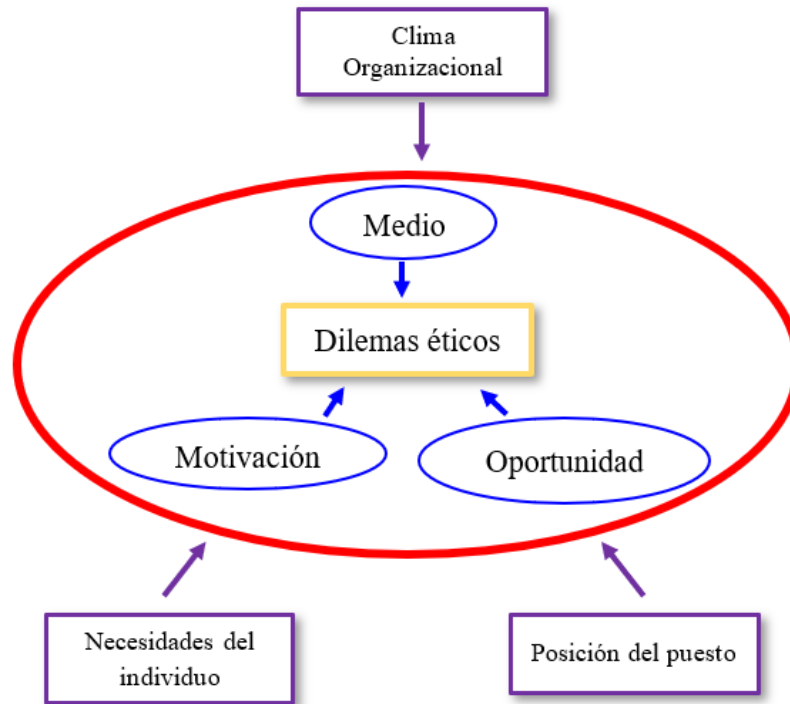 Clima
Organizacional
Medio
Dilemas éticos
Motivación
Oportunidad
Necesidades del
individuo
Posición del puesto